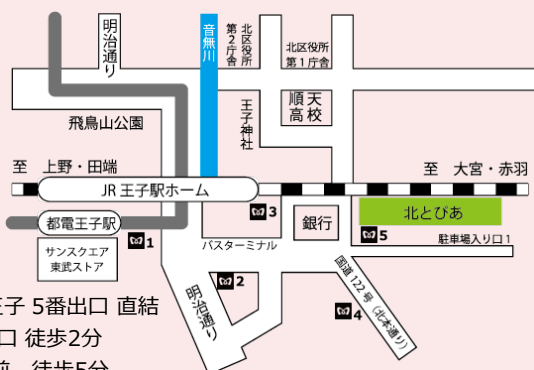 明治通り
音無川
北区役所
第2庁舎
北区役所
第1庁舎
順天
高校
王子神社
飛鳥山公園
至 上野・田端
至 大宮・赤羽
JR 王子駅ホーム
都電王子駅
サンスクエア
東武ストア
1
3
バスターミナル
銀行
北とぴあ
5
駐車場入り口1
2
明治通り
国道122号(北本通り)
4
王子 5番出口 直結
口 徒歩2分
前 徒歩5分